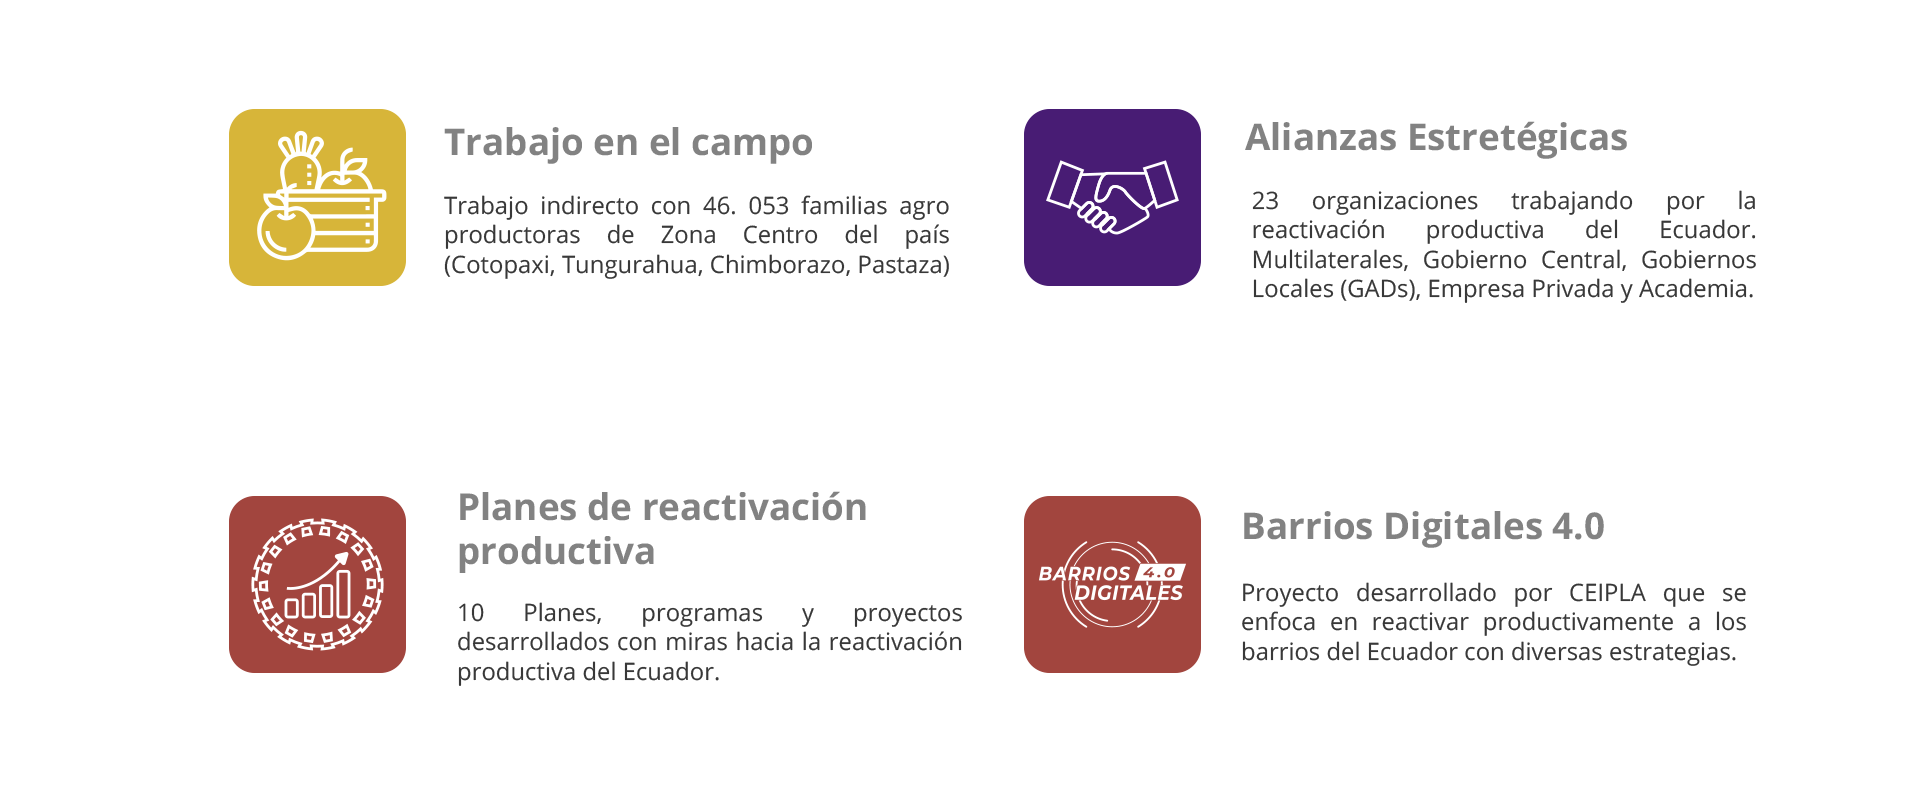 Trabajo en el campo
Trabajo indirecto con 46. 053 familias agro
productoras de Zona Centro del país
(Cotopaxi, Tungurahua, Chimborazo, Pastaza)
Alianzas Estretégicas
23 organizaciones trabajando por la
reactivación productiva del Ecuador.
Multilaterales, Gobierno Central, Gobiernos
Locales (GADs), Empresa Privada y Academia.
Planes de reactivación
productiva
10 Planes, programas y proyectos
desarrollados con miras hacia la reactivación
productiva del Ecuador.
BARRIOS 4.0
DIGITALES
Barrios Digitales 4.0
Proyecto desarrollado por CEIPLA que se
enfoca en reactivar productivamente a los
barrios del Ecuador con diversas estrategias.